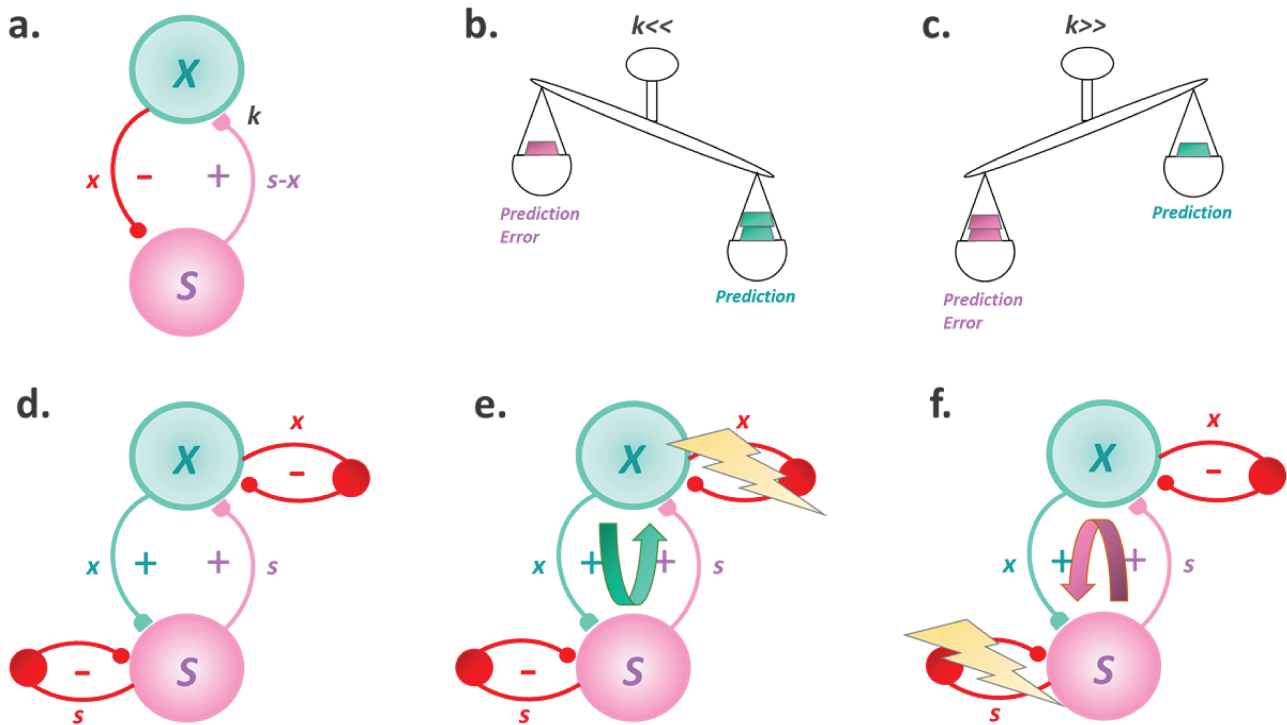 a.
X
k
x
-
+
s-x
S
b.
k<<
Prediction
Error
Prediction
c.
k>>
Prediction
Prediction
Error
d.
X
x
-
x
+
+
s
-
s
S
e.
X
x
-
x
+
+
s
-
s
S
f.
X
x
-
x
+
+
s
s
S